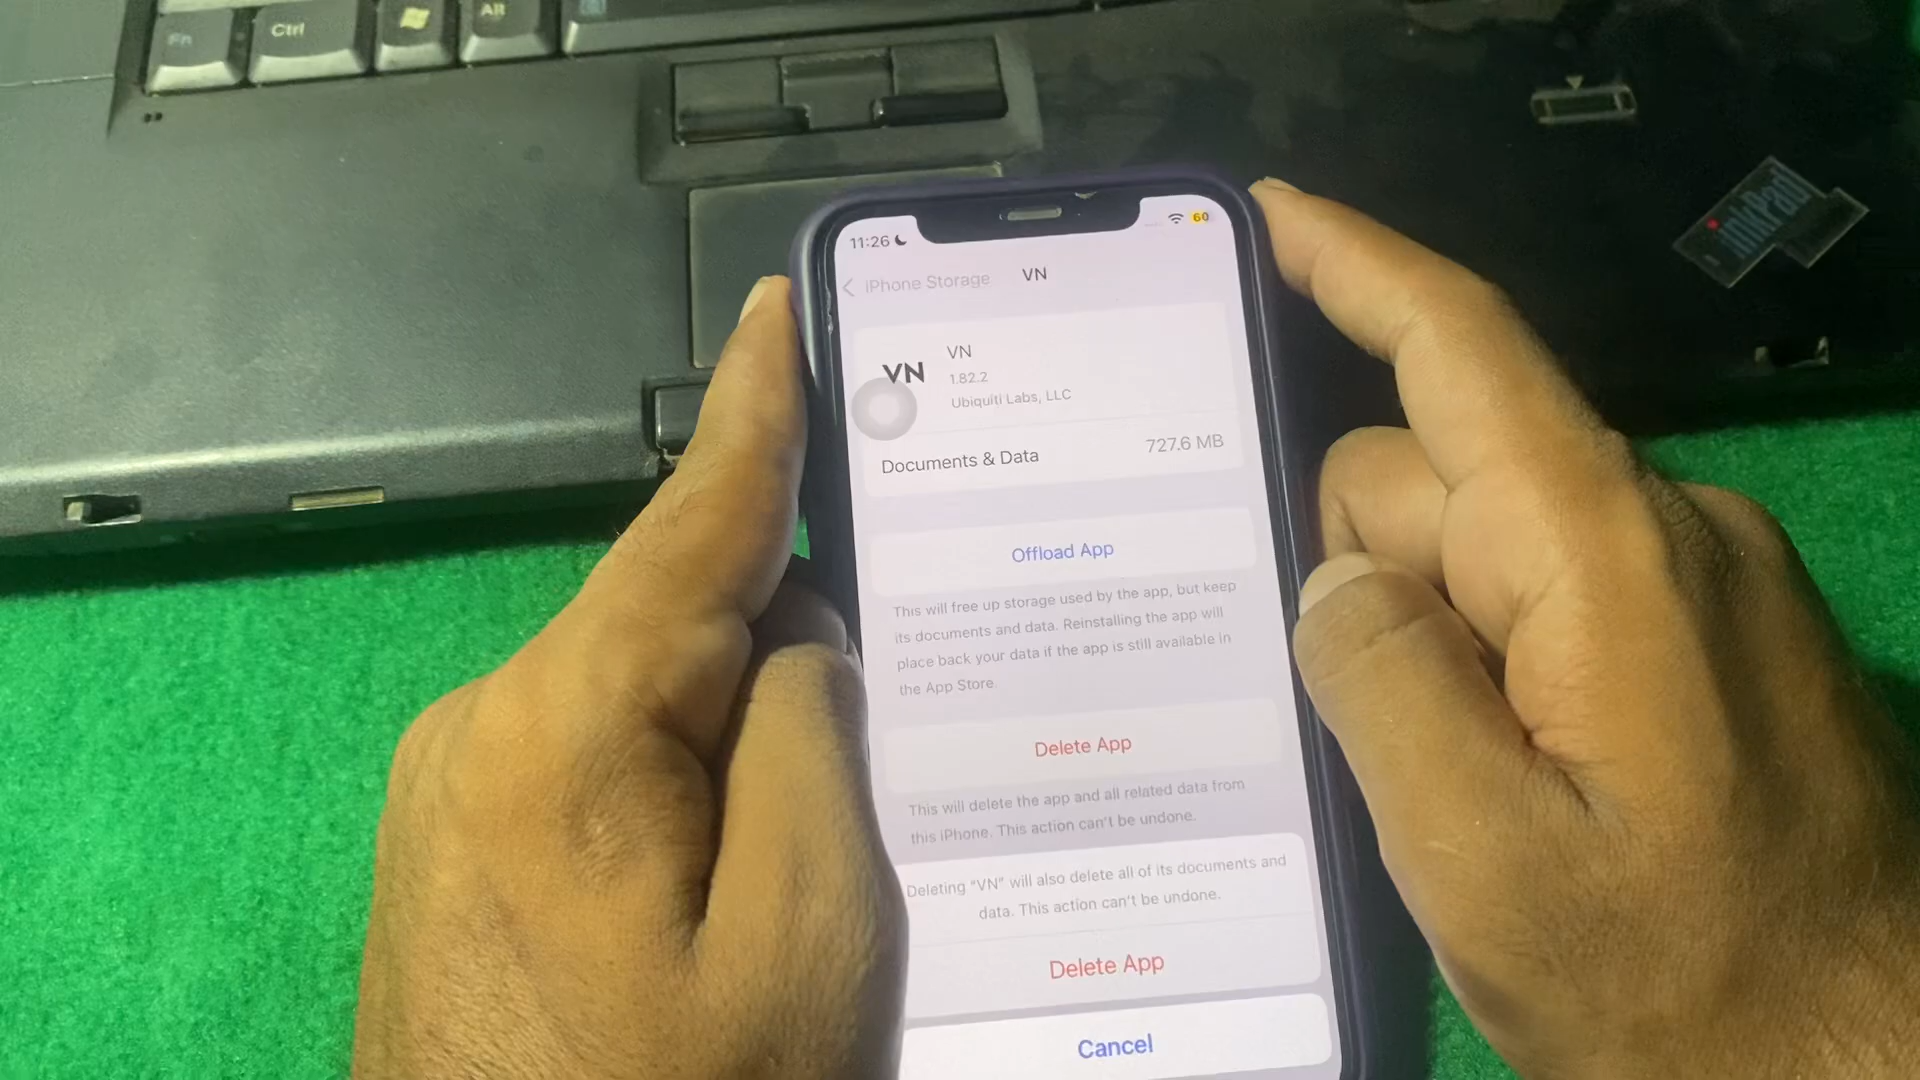 Fn
Ctrl
Alt
ThinkPad
11:26
60
iPhone Storage
VN
VN
VN
1.82.2
Ubiquiti Labs, LLC
Documents & Data
727.6 MB
Offload App
This will free up storage used by the app, but keep
its documents and data. Reinstalling the app will
place back your data if the app is still available in
the App Store.
Delete App
This will delete the app and all related data from
this iPhone. This action can't be undone.
Deleting "VN" will also delete all of its documents and
data. This action can't be undone.
Delete App
Cancel